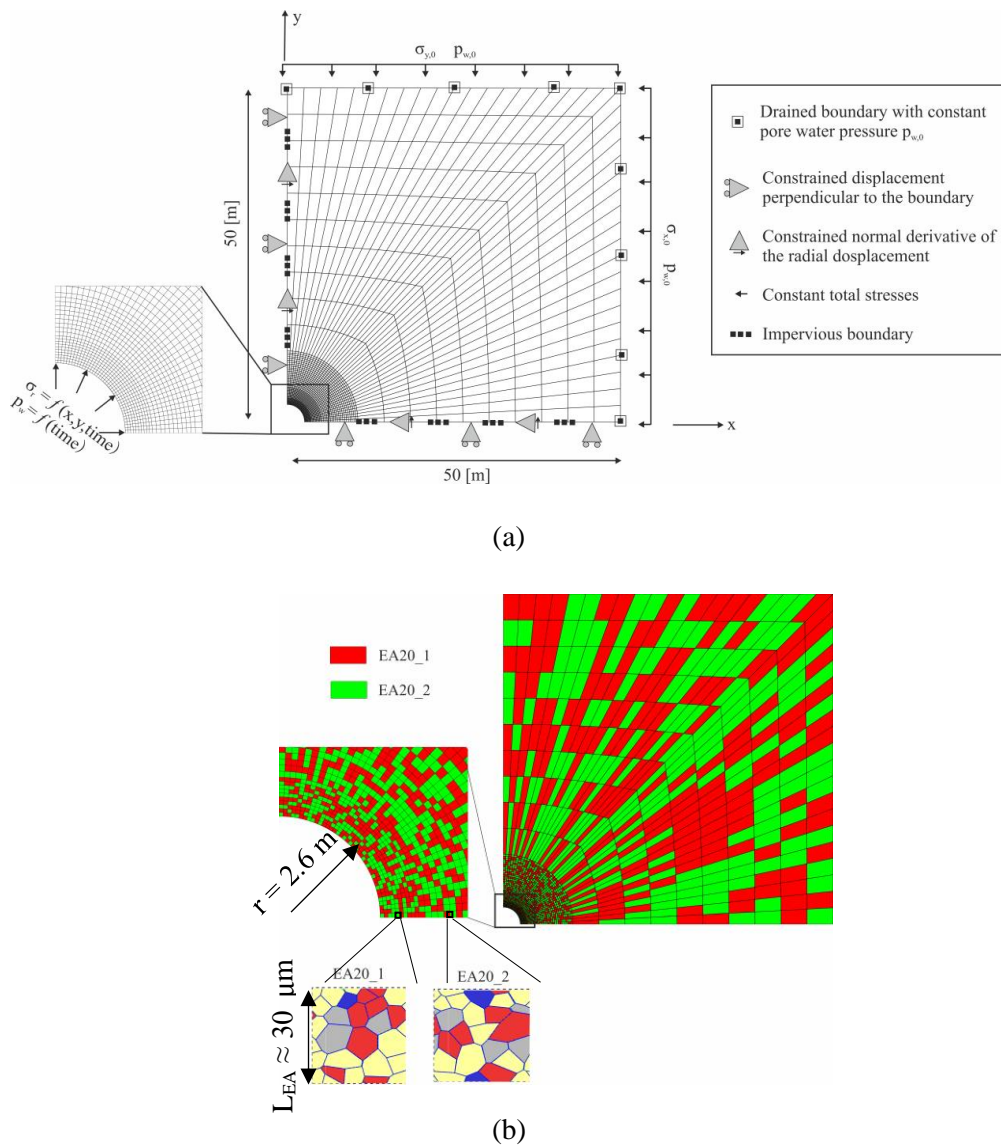 y
σy,0 pw,0
50 [m]
σx,0 pw,0
σr = f (x,y,time)
pw = f (time)
x
50 [m]
Drained boundary with constant
pore water pressure pw,0
Constrained displacement
perpendicular to the boundary
Constrained normal derivative of
the radial dosplacement
Constant total stresses
Impervious boundary
(a)
EA20_1
EA20_2
r = 2.6 m
EA20_1
EA20_2
LEA ≈ 30 μm
(b)